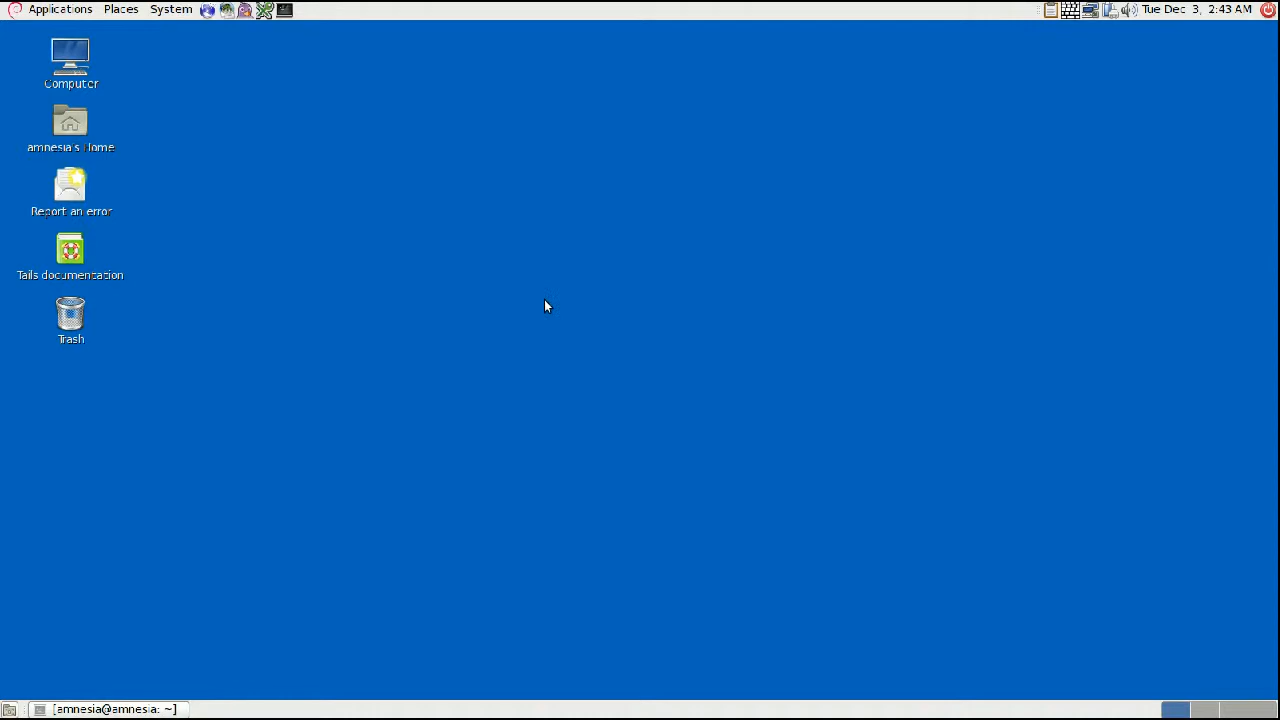 Applications Places System Tue Dec 3, 2:43 AM
Computer
amnesia's Home
Report an error
Tails documentation
Trash
[amnesia@amnesia: ~]